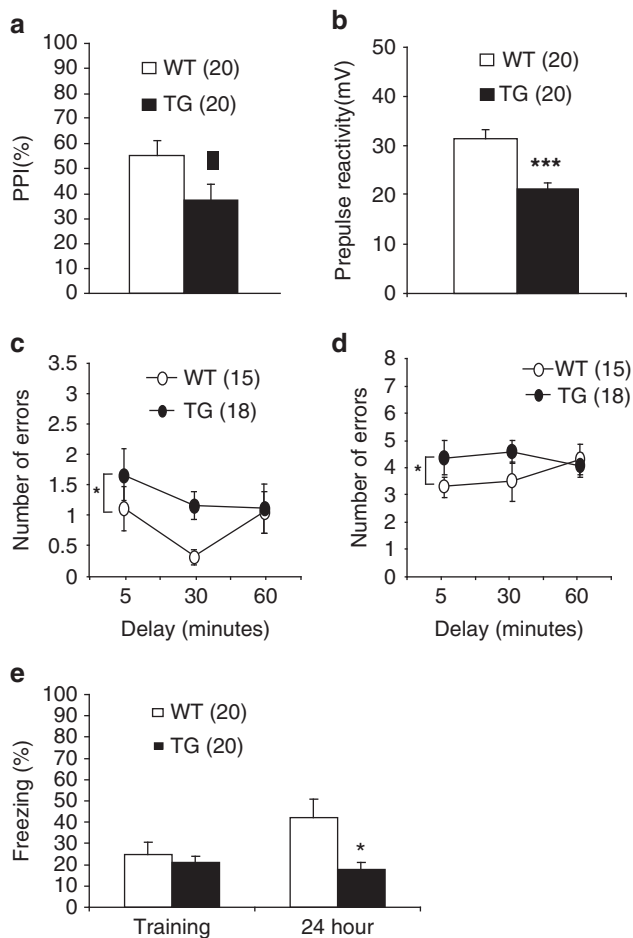 a
PPI(%)
100
90
80
70
60
50
40
30
20
10
0
WT (20)
TG (20)
b
Prepulse reactivity(mV)
50
40
30
20
10
0
WT (20)
TG (20)
***
c
Number of errors
3.5
3
2.5
2
1.5
1
0.5
0
WT (15)
TG (18)
*
5 30 60
Delay (minutes)
d
Number of errors
8
7
6
5
4
3
2
1
0
WT (15)
TG (18)
*
5 30 60
Delay (minutes)
e
Freezing (%)
100
90
80
70
60
50
40
30
20
10
0
WT (20)
TG (20)
*
Training 24 hour